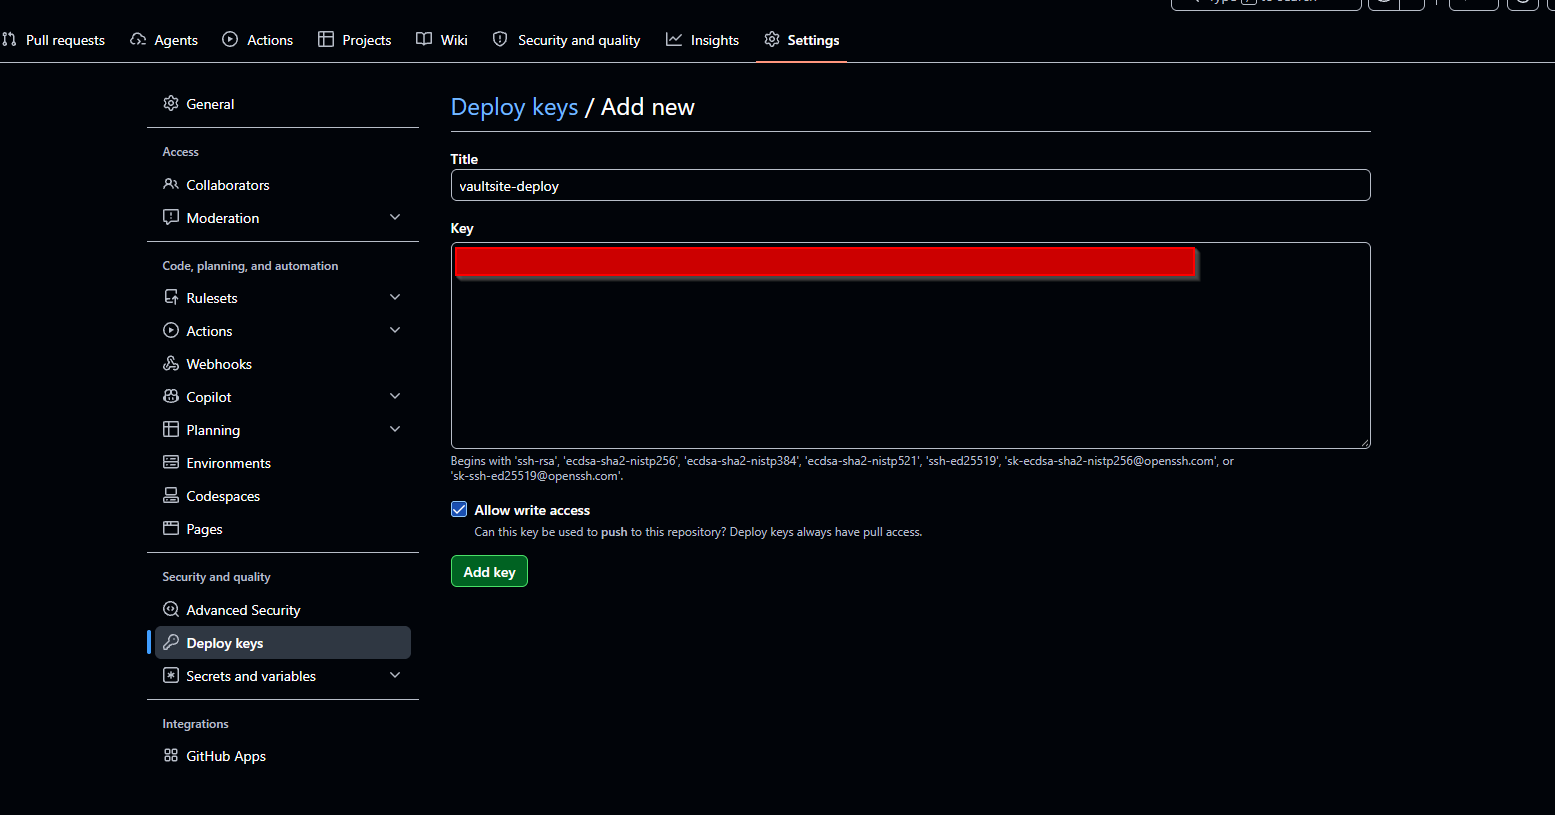 Pull requests
Agents
Actions
Projects
Wiki
Security and quality
Insights
Settings
General
Access
Collaborators
Moderation
Code, planning, and automation
Rulesets
Actions
Webhooks
Copilot
Planning
Environments
Codespaces
Pages
Security and quality
Advanced Security
Deploy keys
Secrets and variables
Integrations
GitHub Apps
Deploy keys / Add new
Title
vaultsite-deploy
Key
Begins with 'ssh-rsa', 'ecdsa-sha2-nistp256', 'ecdsa-sha2-nistp384', 'ecdsa-sha2-nistp521', 'ssh-ed25519', 'sk-ecdsa-sha2-nistp256@openssh.com', or
'sk-ssh-ed25519@openssh.com'.
Allow write access
Can this key be used to push to this repository? Deploy keys always have pull access.
Add key